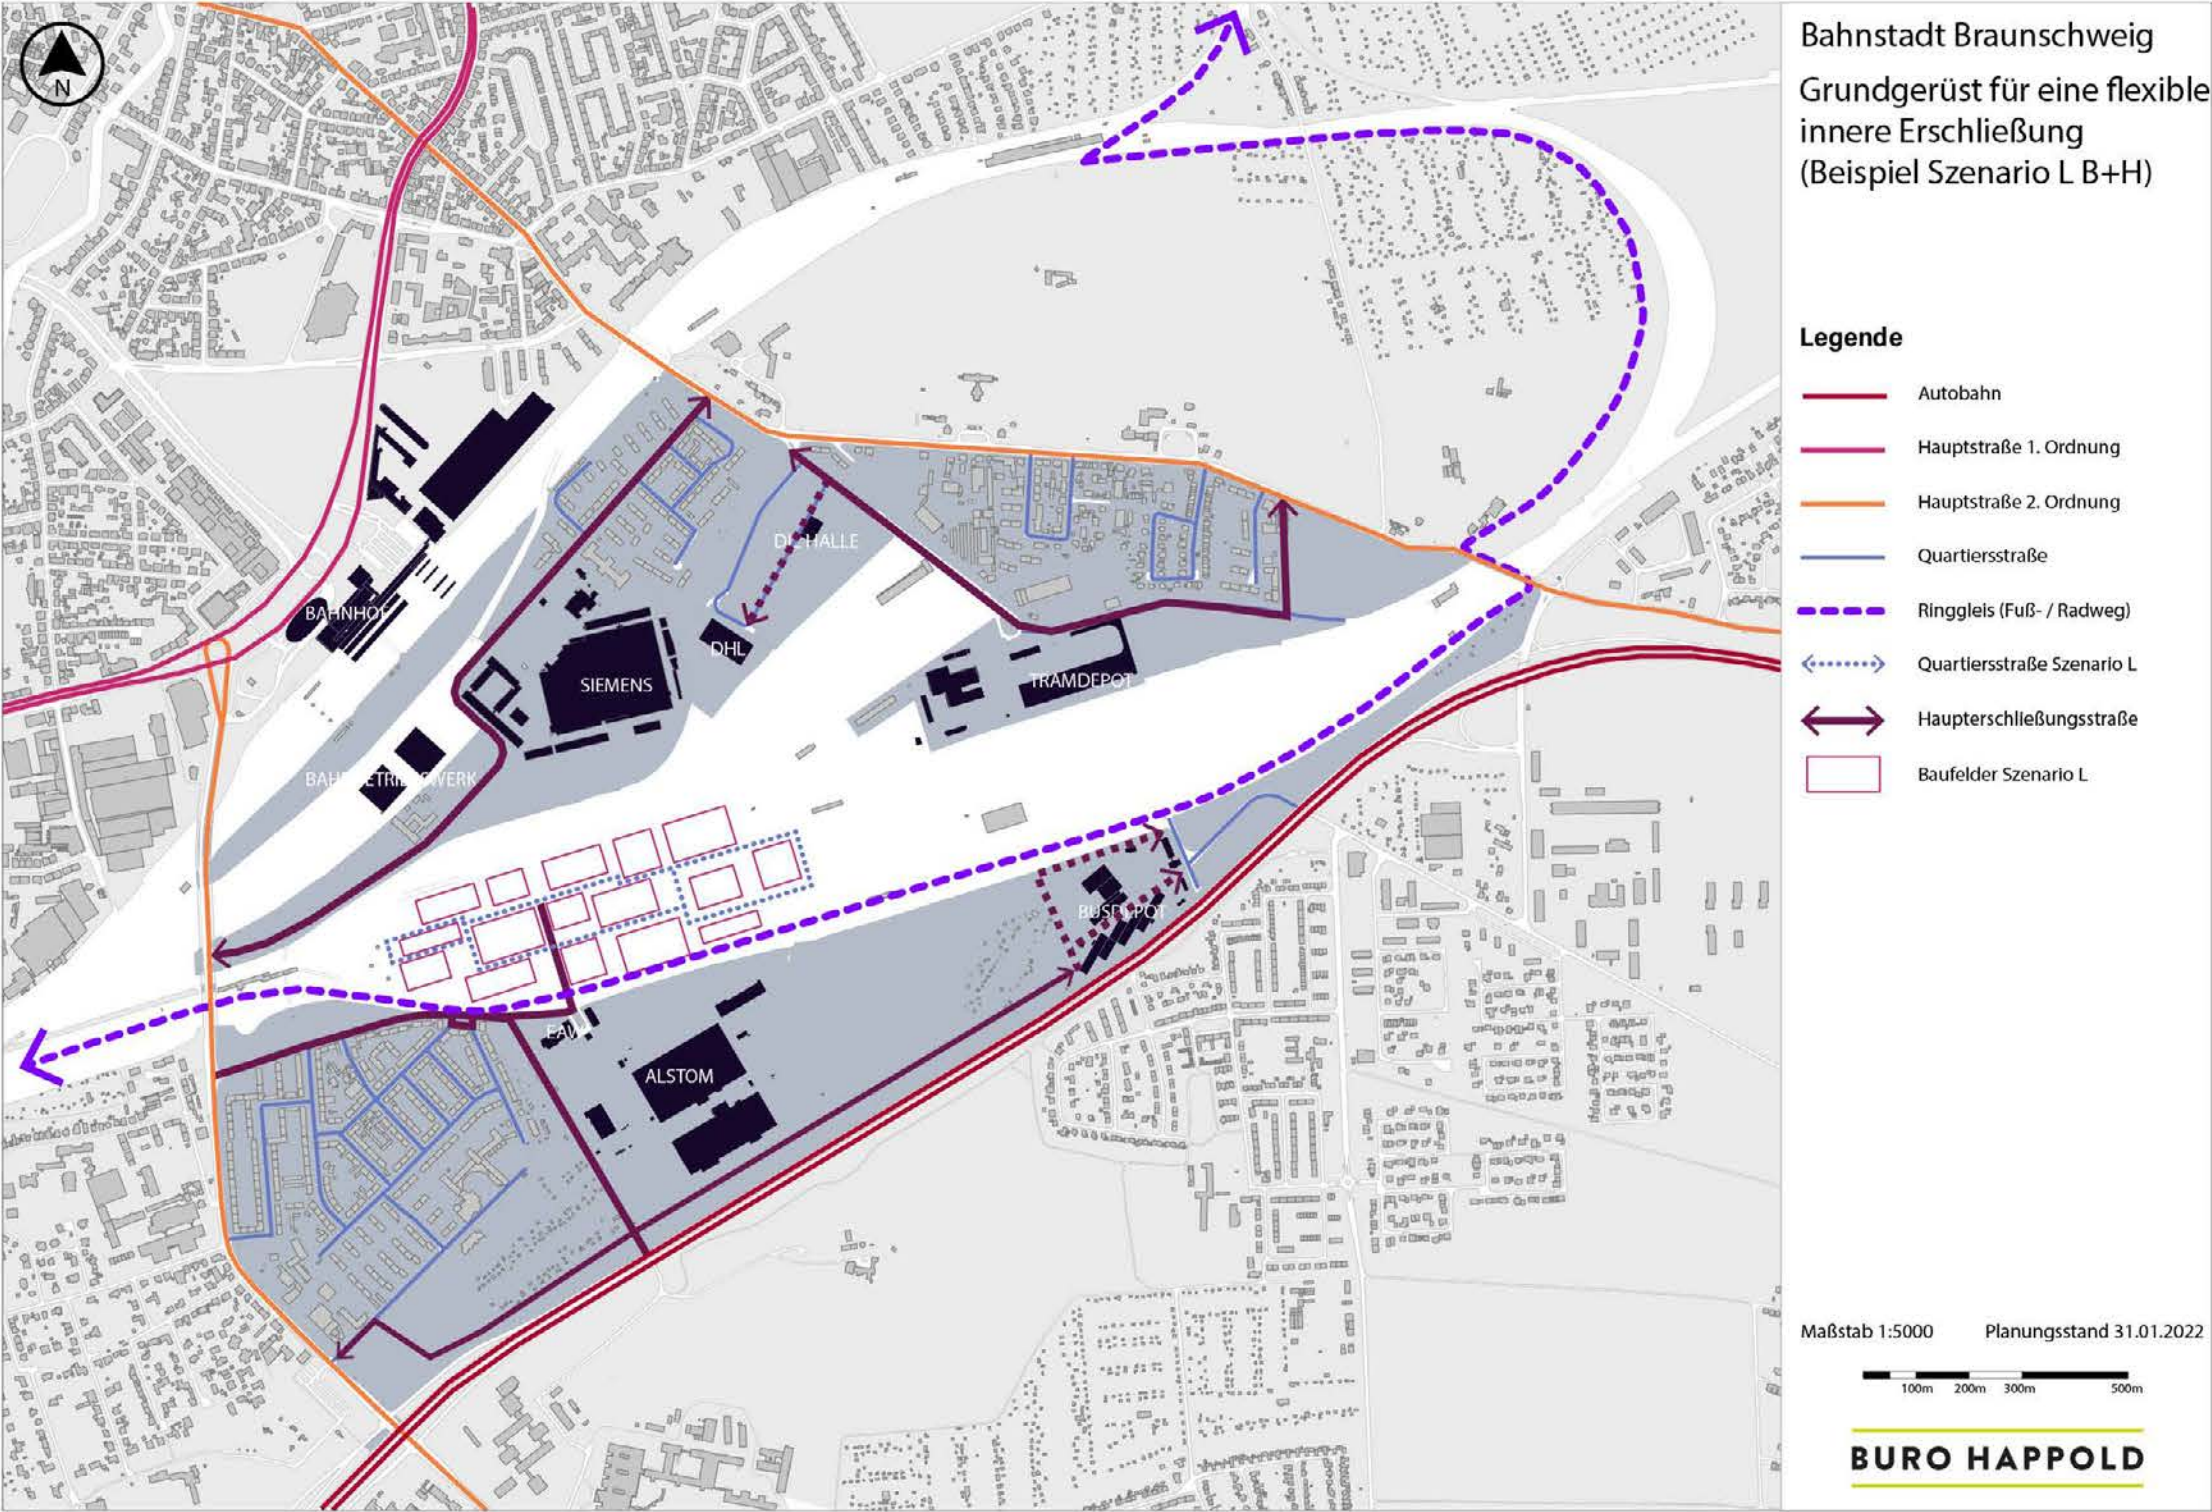 N
Bahnstadt Braunschweig
Grundgerüst für eine flexible
innere Erschließung
(Beispiel Szenario L B+H)
Legende
Autobahn
Hauptstraße 1. Ordnung
Hauptstraße 2. Ordnung
Quartiersstraße
Ringgleis (Fuß- / Radweg)
Quartiersstraße Szenario L
Haupterschließungsstraße
Baufelder Szenario L
HALLE
BAHNHOF
DHL
SIEMENS
TRAMDEPOT
BUSDEPOT
ALSTOM
Maßstab 1:5000 Planungsstand 31.01.2022
100m 200m 300m 500m
BURO HAPPOLD